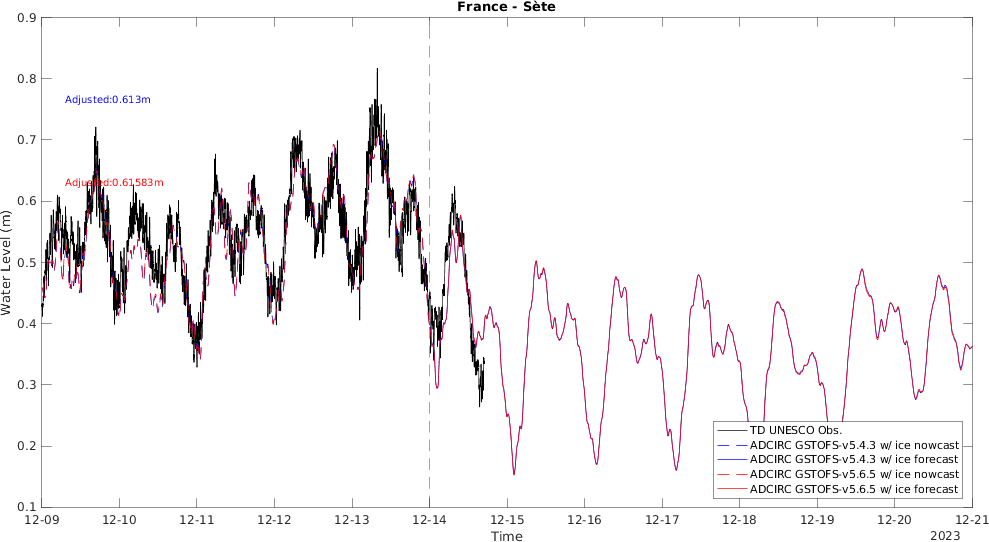 France - Sète
0.9
0.8
0.7
0.6
0.5
0.4
0.3
0.2
0.1
Water Level (m)
Adjusted:0.613m
Adjusted:0.61583m
TD UNESCO Obs.
ADCIRC GSTOFS-v5.4.3 w/ ice nowcast
ADCIRC GSTOFS-v5.4.3 w/ ice forecast
ADCIRC GSTOFS-v5.6.5 w/ ice nowcast
ADCIRC GSTOFS-v5.6.5 w/ ice forecast
12-09 12-10 12-11 12-12 12-13 12-14 12-15 12-16 12-17 12-18 12-19 12-20 12-21
Time
2023